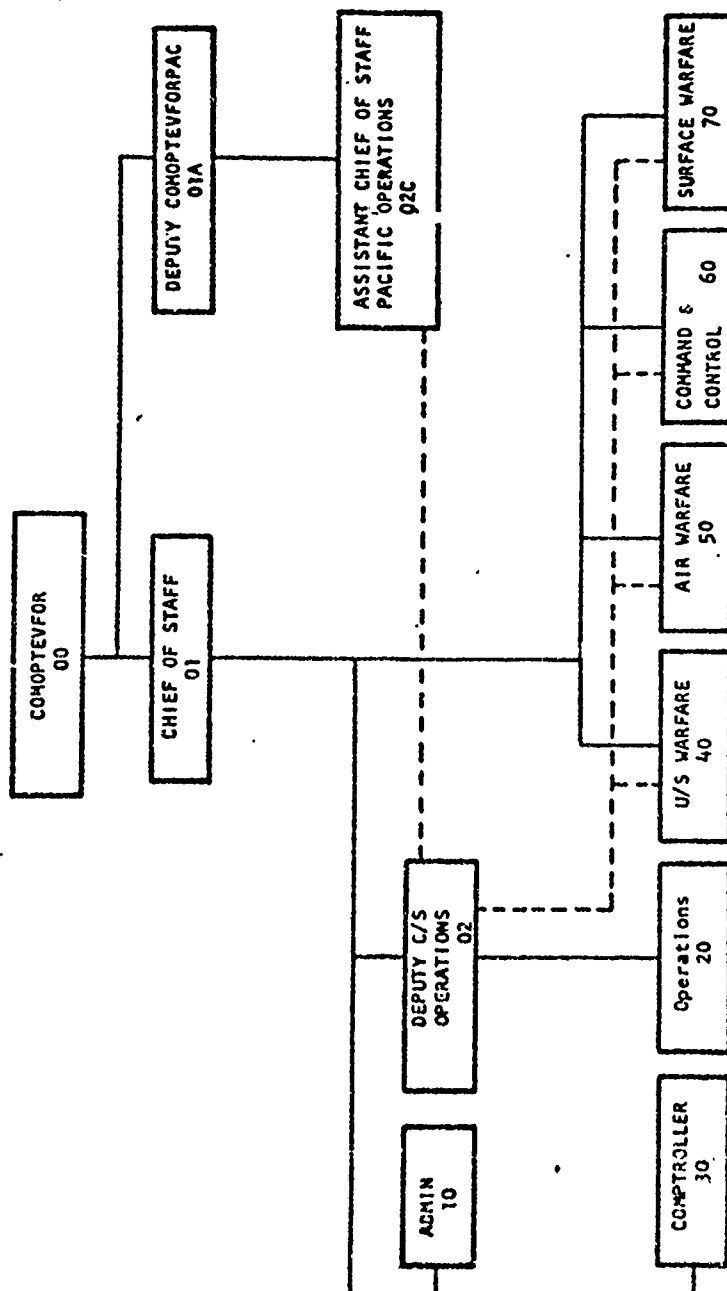 COMOPTEVFOR
00
CHIEF OF STAFF
01
DEPUTY COMOPTEVFORPAC
01A
ASSISTANT CHIEF OF STAFF
PACIFIC OPERATIONS
02C
ADMIN
10
DEPUTY C/S
OPERATIONS
02
COMPTROLLER
30
Operations
20
U/S WARFARE
40
AIR WARFARE
50
COMMAND &
CONTROL 60
SURFACE WARFARE
70